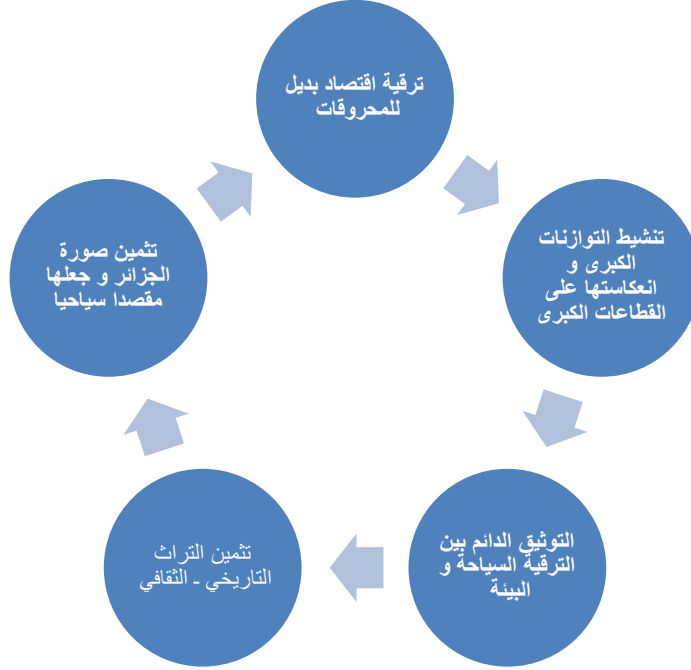 ترقية اقتصاد بديل
للمحروقات
تنشيط التوازنات
الكبرى و
انعكاستها على
القطاعات الكبرى
التوثيق الدائم بين
الترقية السياحة و
البيئة
تثمين التراث
التاريخي - الثقافي
تثمين صورة
الجزائر و جعلها
مقصدا سياحيا